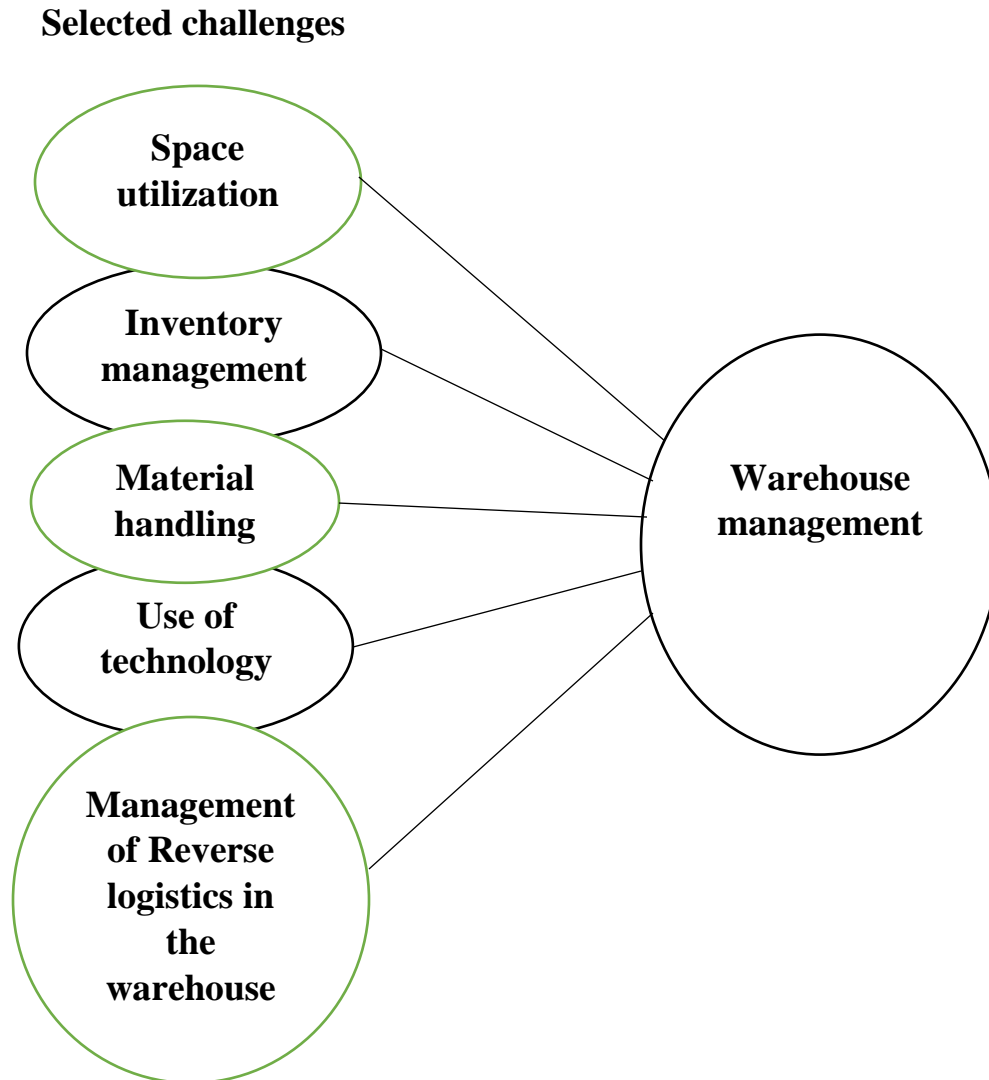 Selected challenges
Space
utilization
Inventory
management
Material
handling
Use of
technology
Management
of Reverse
logistics in
the
warehouse
Warehouse
management